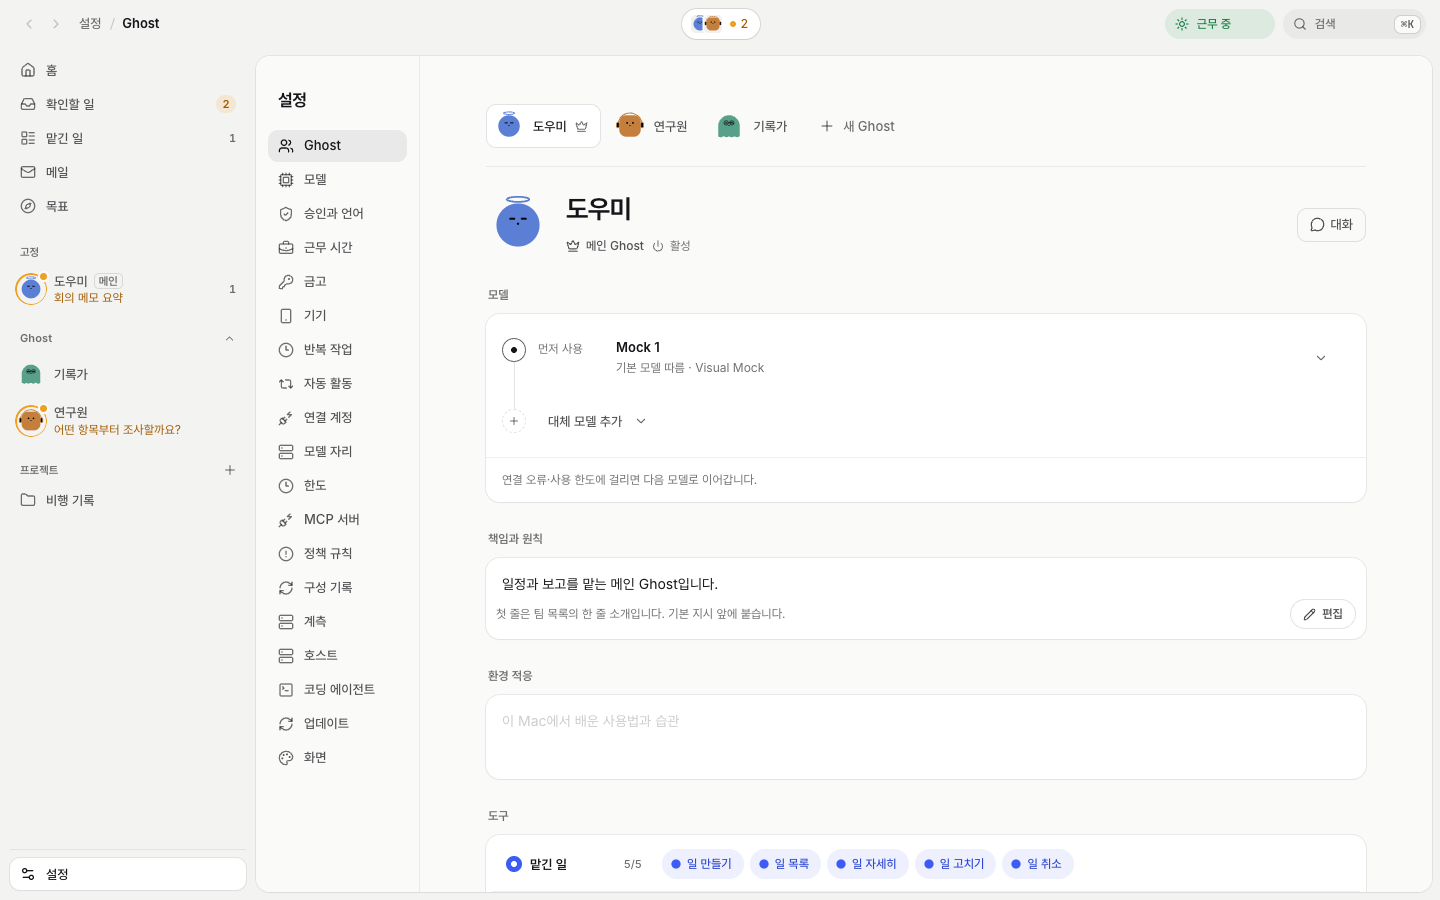 설정 / Ghost
2
근무 중
검색
⌘K
홈
확인할 일
2
맡긴 일
1
메일
목표
고정
도우미 메인
회의 메모 요약
1
Ghost
기록가
연구원
어떤 항목부터 조사할까요?
프로젝트
비행 기록
설정
설정
Ghost
모델
승인과 언어
근무 시간
금고
기기
반복 작업
자동 활동
연결 계정
모델 자리
한도
MCP 서버
정책 규칙
구성 기록
계측
호스트
코딩 에이전트
업데이트
화면
도우미
연구원
기록가
새 Ghost
도우미
메인 Ghost 활성
대화
모델
먼저 사용
Mock 1
기본 모델 따름 · Visual Mock
대체 모델 추가
연결 오류·사용 한도에 걸리면 다음 모델로 이어갑니다.
책임과 원칙
일정과 보고를 맡는 메인 Ghost입니다.
첫 줄은 팀 목록의 한 줄 소개입니다. 기본 지시 앞에 붙습니다.
편집
환경 적응
이 Mac에서 배운 사용법과 습관
도구
맡긴 일
5/5
일 만들기
일 목록
일 자세히
일 고치기
일 취소